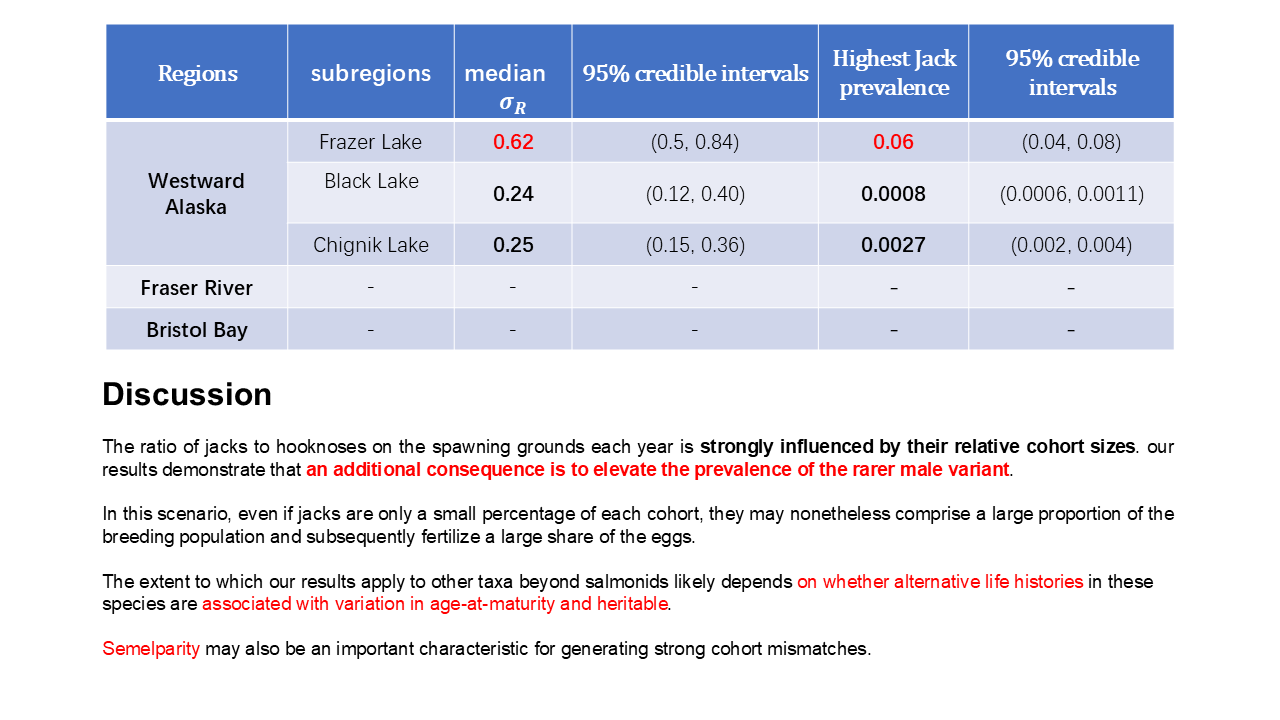 Regions subregions median σR 95% credible intervals Highest Jack prevalence 95% credible intervals
Westward Alaska Frazer Lake 0.62 (0.5, 0.84) 0.06 (0.04, 0.08)
Black Lake 0.24 (0.12, 0.40) 0.0008 (0.0006, 0.0011)
Chignik Lake 0.25 (0.15, 0.36) 0.0027 (0.002, 0.004)
Fraser River - - - - -
Bristol Bay - - - - -
Discussion
The ratio of jacks to hooknoses on the spawning grounds each year is strongly influenced by their relative cohort sizes. our
results demonstrate that an additional consequence is to elevate the prevalence of the rarer male variant.
In this scenario, even if jacks are only a small percentage of each cohort, they may nonetheless comprise a large proportion of the
breeding population and subsequently fertilize a large share of the eggs.
The extent to which our results apply to other taxa beyond salmonids likely depends on whether alternative life histories in these
species are associated with variation in age-at-maturity and heritable.
Semelparity may also be an important characteristic for generating strong cohort mismatches.